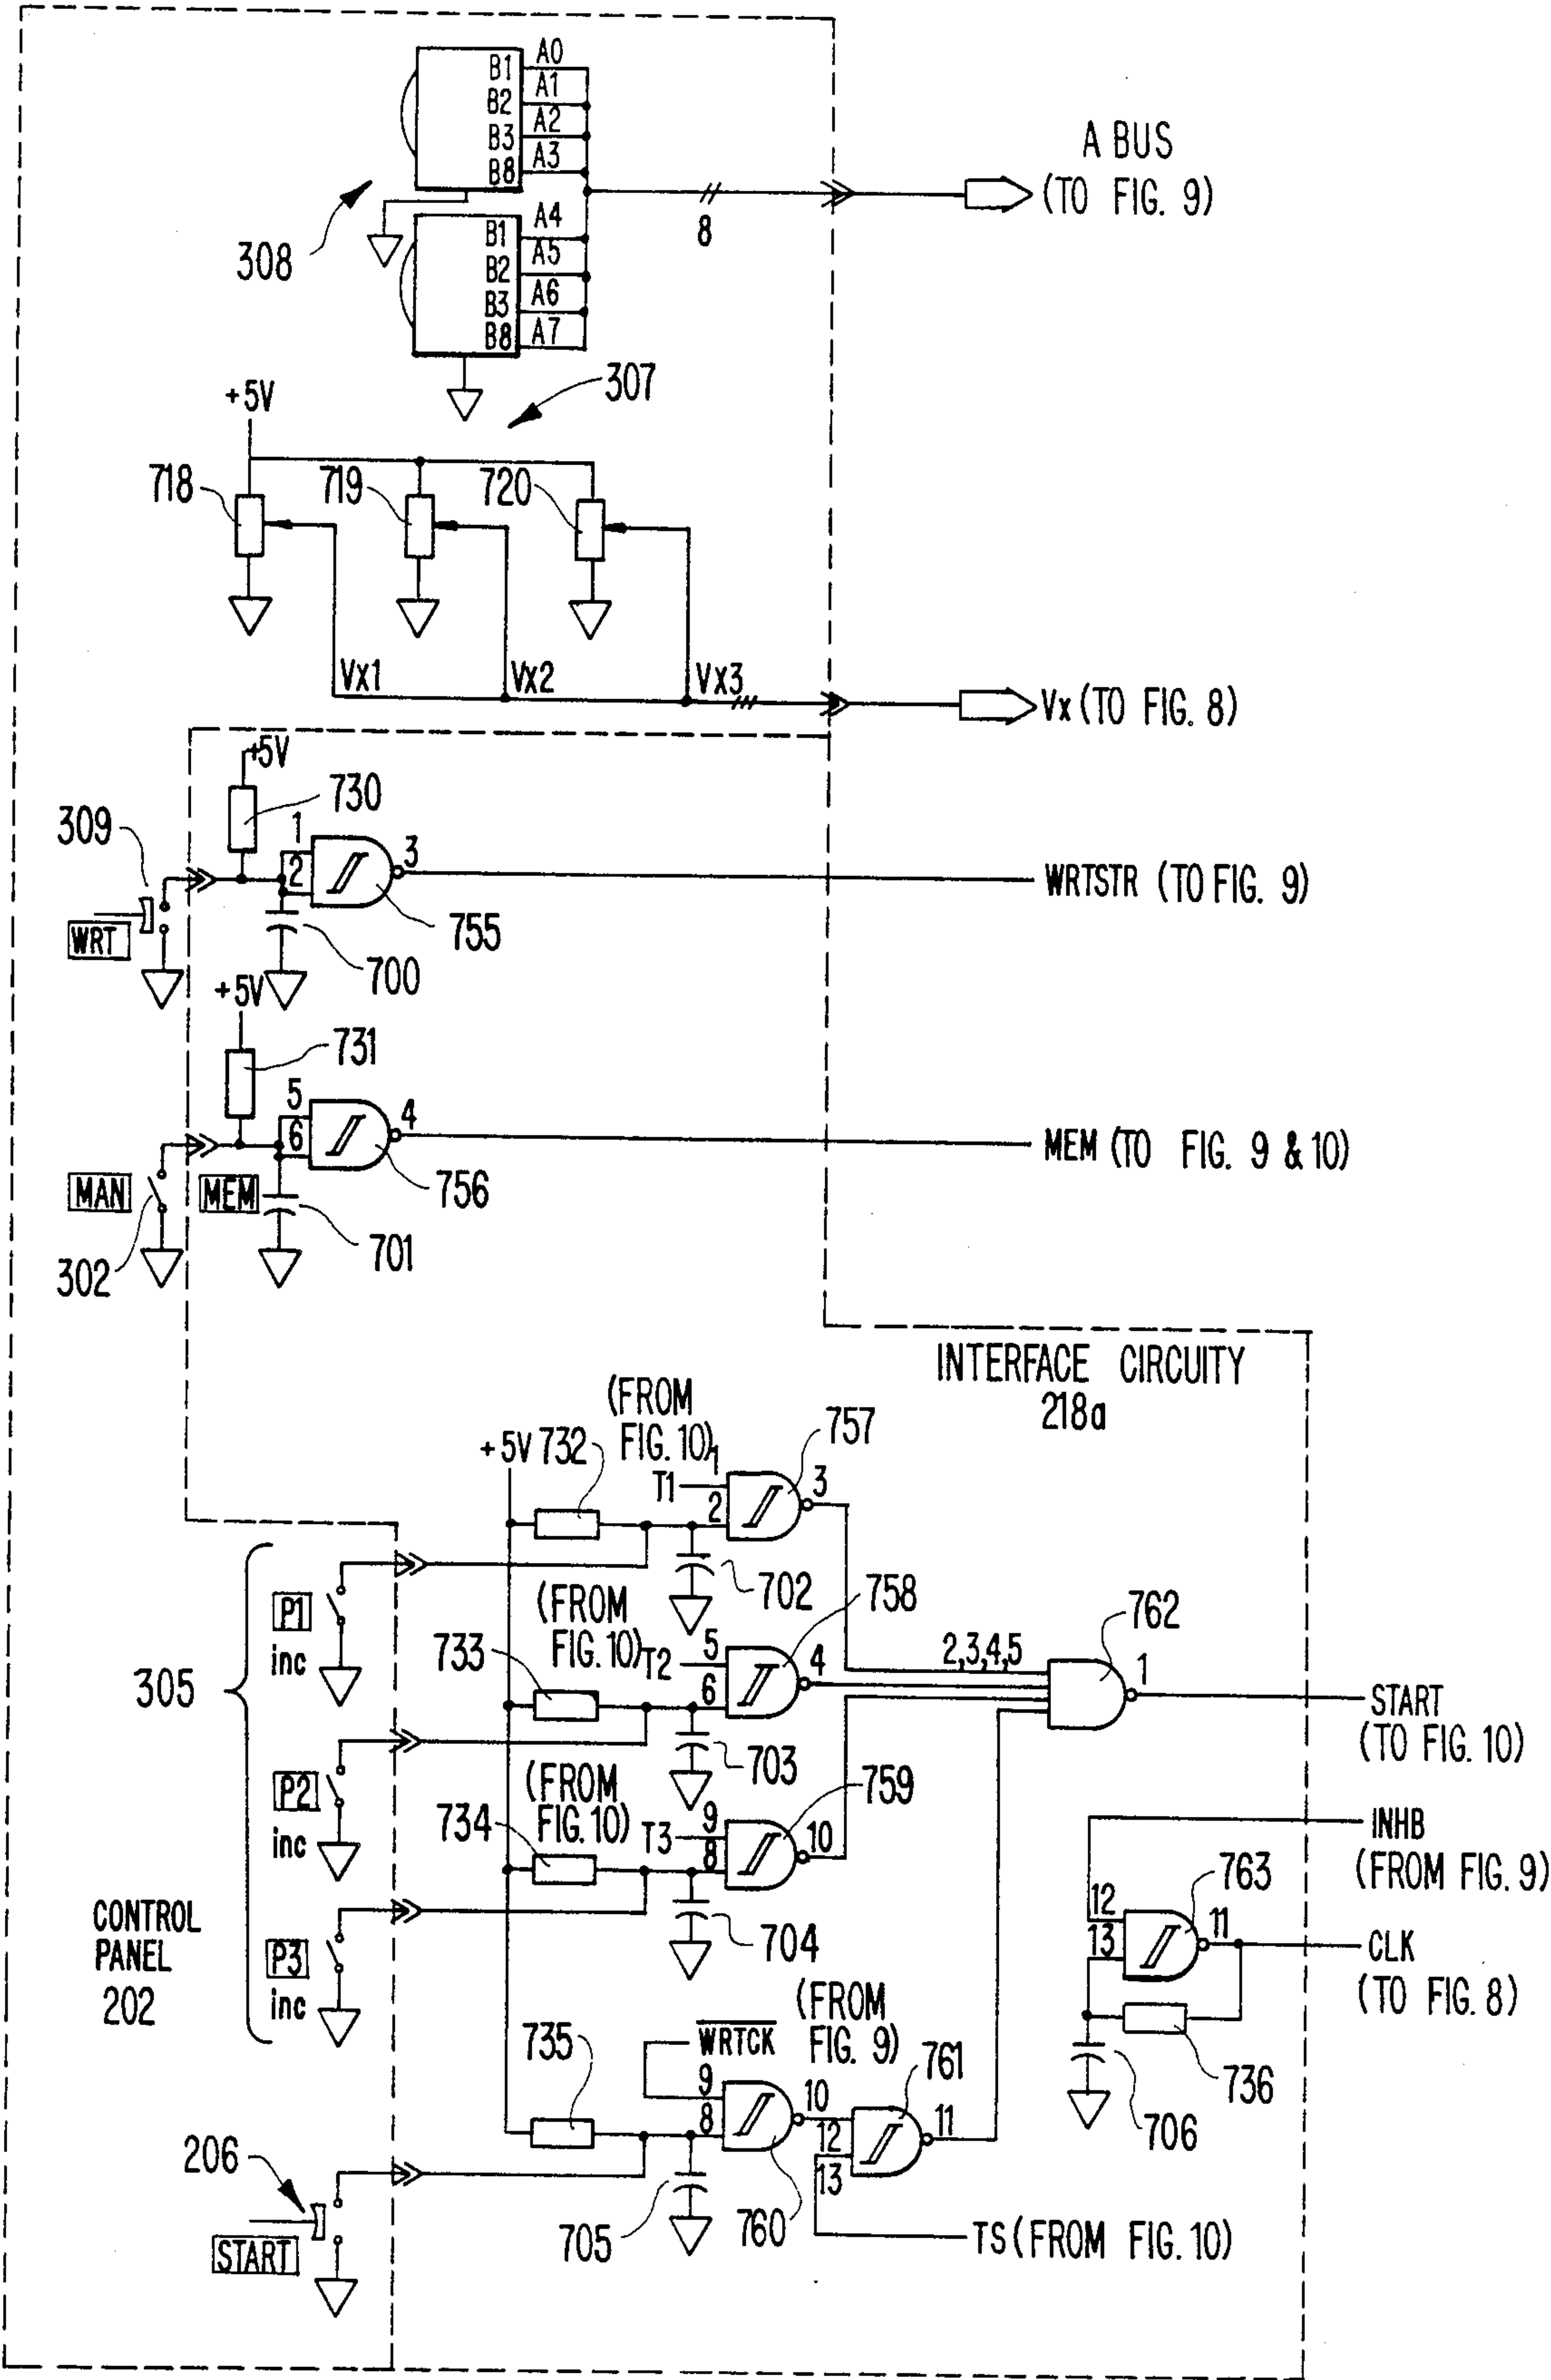 B1 A0
B2 A1
B3 A2
B8 A3
A BUS
(TO FIG. 9)
8
308
B1 A4
B2 A5
B3 A6
B8 A7
307
+5V
718
719
720
Vx1
Vx2
Vx3
Vx (TO FIG. 8)
+5V
730
309
1
2
3
WRTSTR (TO FIG. 9)
WRT
755
700
+5V
731
5
6
4
MEM (TO FIG. 9 & 10)
MAN
MEM
756
701
302
INTERFACE CIRCUITY
218a
(FROM
FIG. 10)
+5V
732
757
T1
1
2
3
702
P1
inc
(FROM
FIG. 10)
733
T2
5
6
4
758
2,3,4,5
762
1
START
(TO FIG. 10)
305
703
P2
inc
(FROM
FIG. 10)
734
T3
9
8
10
759
INHB
(FROM FIG. 9)
12
13
763
11
CLK
(TO FIG. 8)
CONTROL
PANEL
202
P3
inc
704
(FROM
FIG. 9)
WRTCK
735
9
8
10
761
12
13
11
736
706
206
START
705
760
TS (FROM FIG. 10)